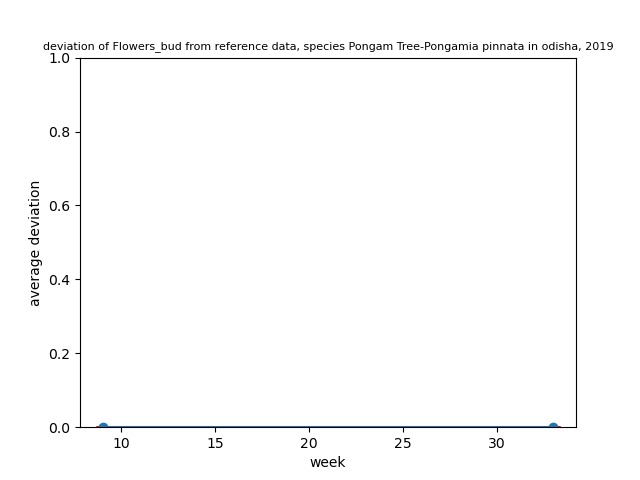 deviation of Flowers_bud from reference data, species Pongam Tree-Pongamia pinnata in odisha, 2019
1.0
0.8
0.6
0.4
0.2
0.0
average deviation
10 15 20 25 30
week